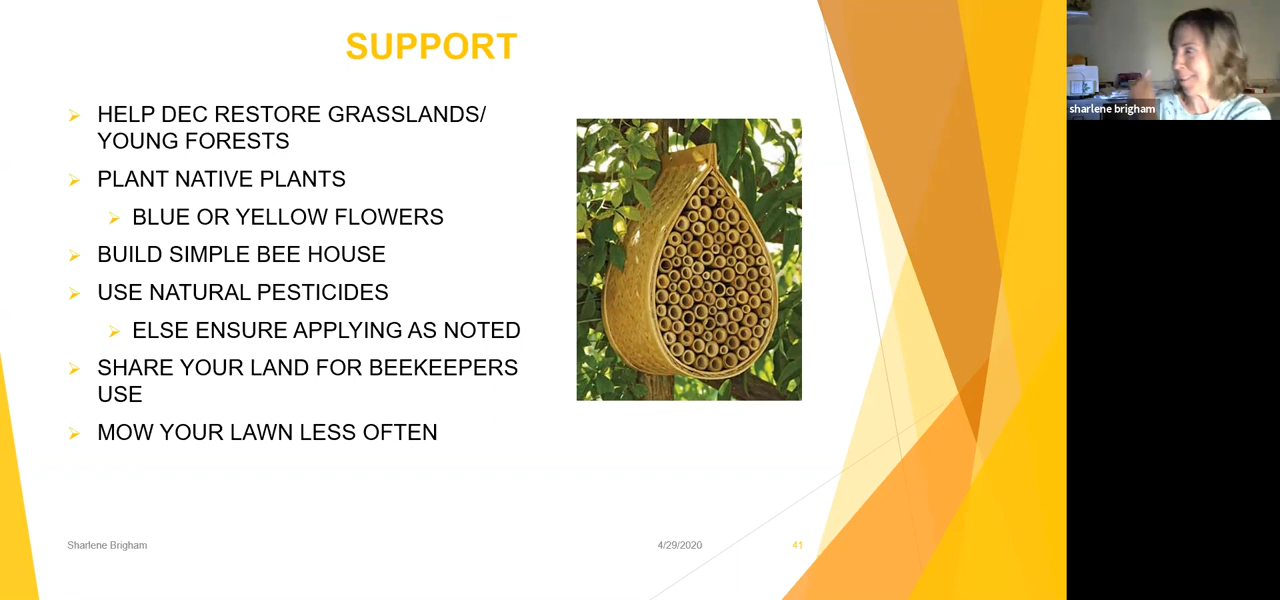 SUPPORT
HELP DEC RESTORE GRASSLANDS/
YOUNG FORESTS
PLANT NATIVE PLANTS
BLUE OR YELLOW FLOWERS
BUILD SIMPLE BEE HOUSE
USE NATURAL PESTICIDES
ELSE ENSURE APPLYING AS NOTED
SHARE YOUR LAND FOR BEEKEEPERS
USE
MOW YOUR LAWN LESS OFTEN
Sharlene Brigham
4/29/2020
41
sharlene brigham